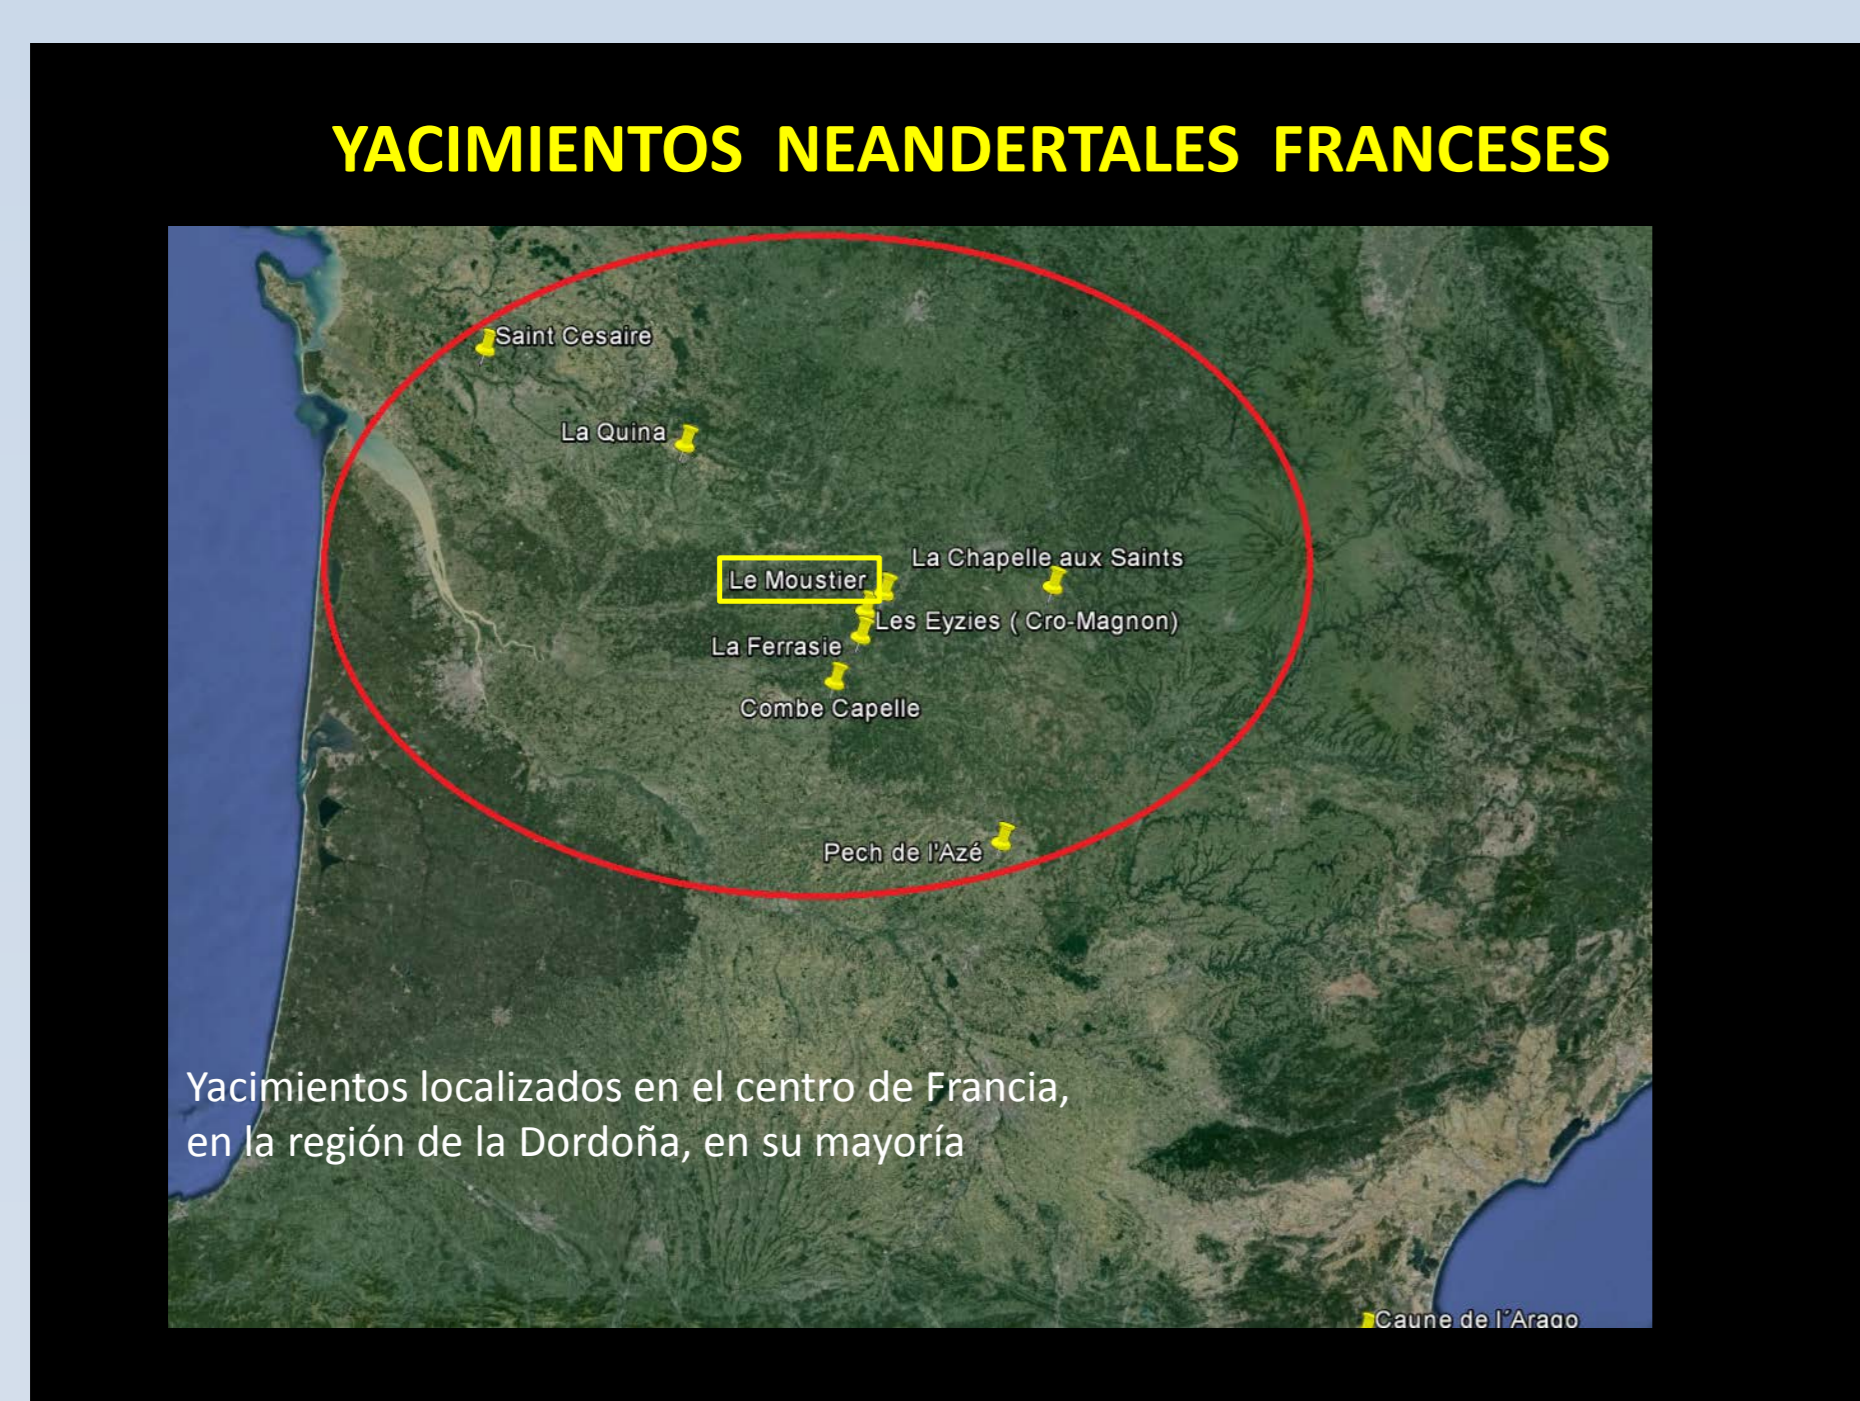 YACIMIENTOS NEANDERTALES FRANCESES
Saint Cesaire
La Quina
La Chapelle aux Saints
Le Moustier
Les Eyzies ( Cro-Magnon)
La Ferrasie
Combe Capelle
Pech de l'Azé
Yacimientos localizados en el centro de Francia,
en la región de la Dordoña, en su mayoría
Caune de l´Arago